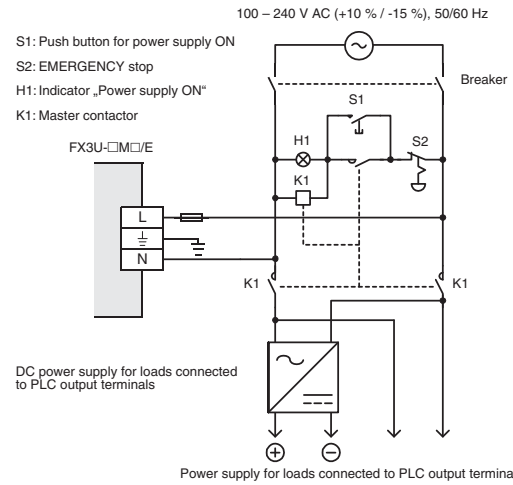 100 – 240 V AC (+10 % / -15 %), 50/60 Hz
S1: Push button for power supply ON
S2: EMERGENCY stop
H1: Indicator „Power supply ON“
K1: Master contactor
Breaker
S1
FX3U-□M□/E
H1
S2
K1
L
N
K1
K1
DC power supply for loads connected
to PLC output terminals
+
−
Power supply for loads connected to PLC output termina